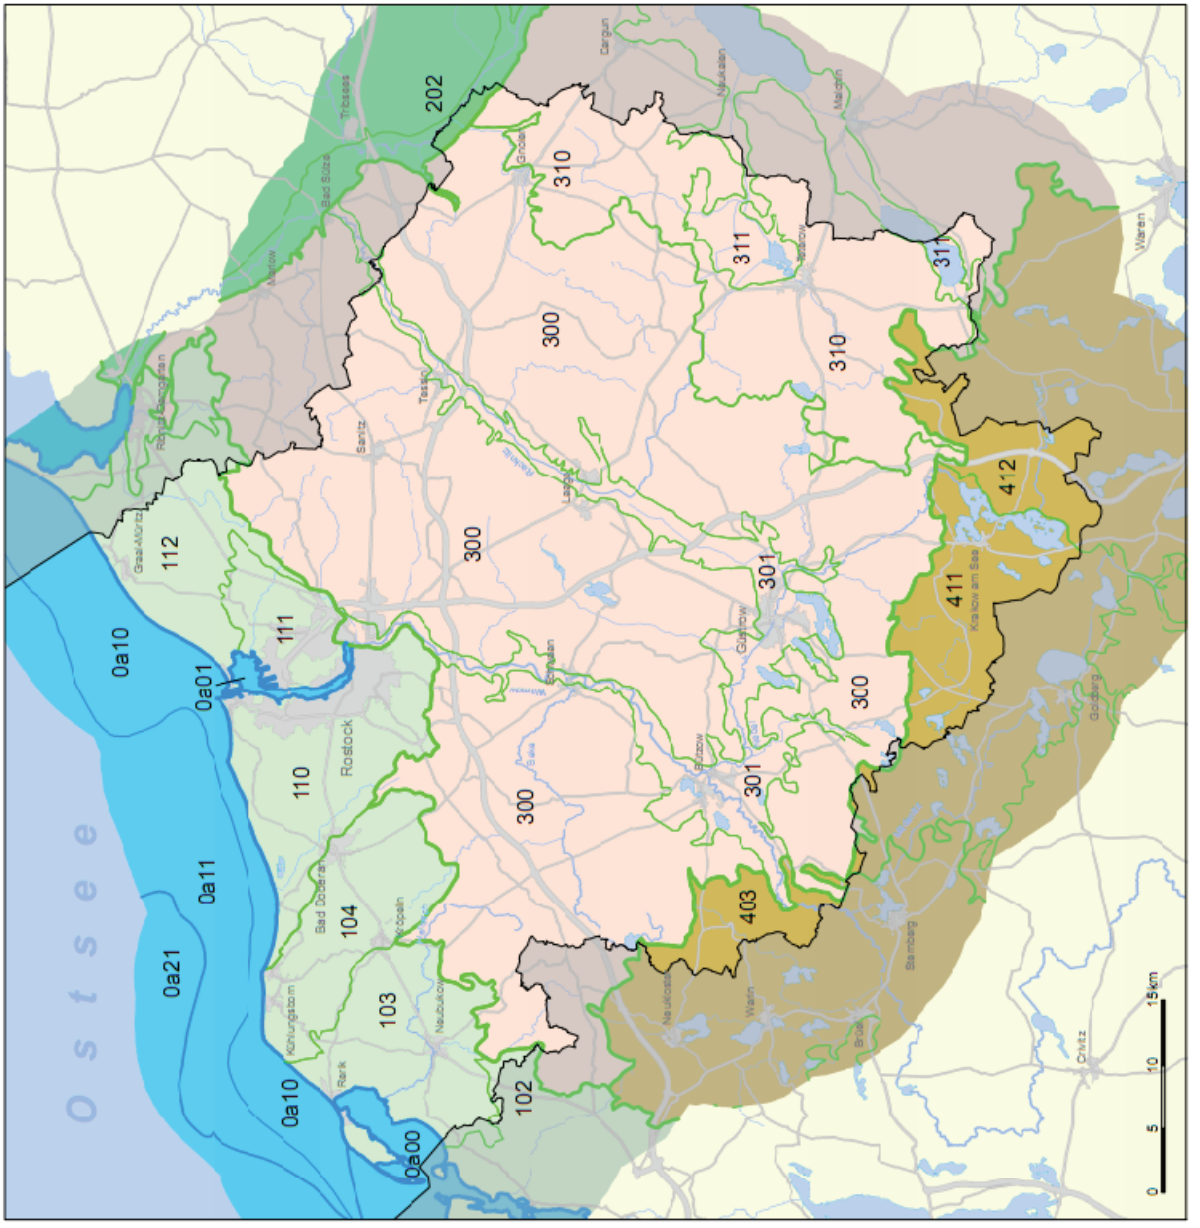 Ostsee
0a10
Graal-Müritz
Ribnitz-Damgarten
0a21
112
0a11
0a01
Marlow
111
0a10
Kühlungsborn
110
Bad Doberan
Bad Sülze
Rerik
Rostock
104
Tribsees
Sanitz
103
Kröpelin
0a00
Tessin
202
Neubukow
300
Recknitz
102
300
Gnoien
Warnow
Schwaan
300
310
Laage
Dargun
Neukloster
Bützow
Neukalen
Güstrow
311
403
Warin
301
Nebel
301
Teterow
310
Malchin
300
Brüel
Sternberg
311
411
Krakow am See
412
Crivitz
Goldberg
Waren
0 5 10 15km